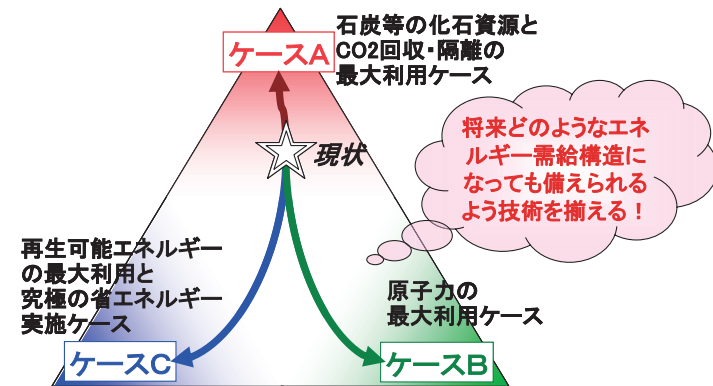 石炭等の化石資源と
CO2回収・隔離の
最大利用ケース
ケースA
現状
将来どのようなエネ
ルギー需給構造に
なっても備えられる
よう技術を揃える！
再生可能エネルギー
の最大利用と
究極の省エネルギー
実施ケース
原子力の
最大利用ケース
ケースC
ケースB